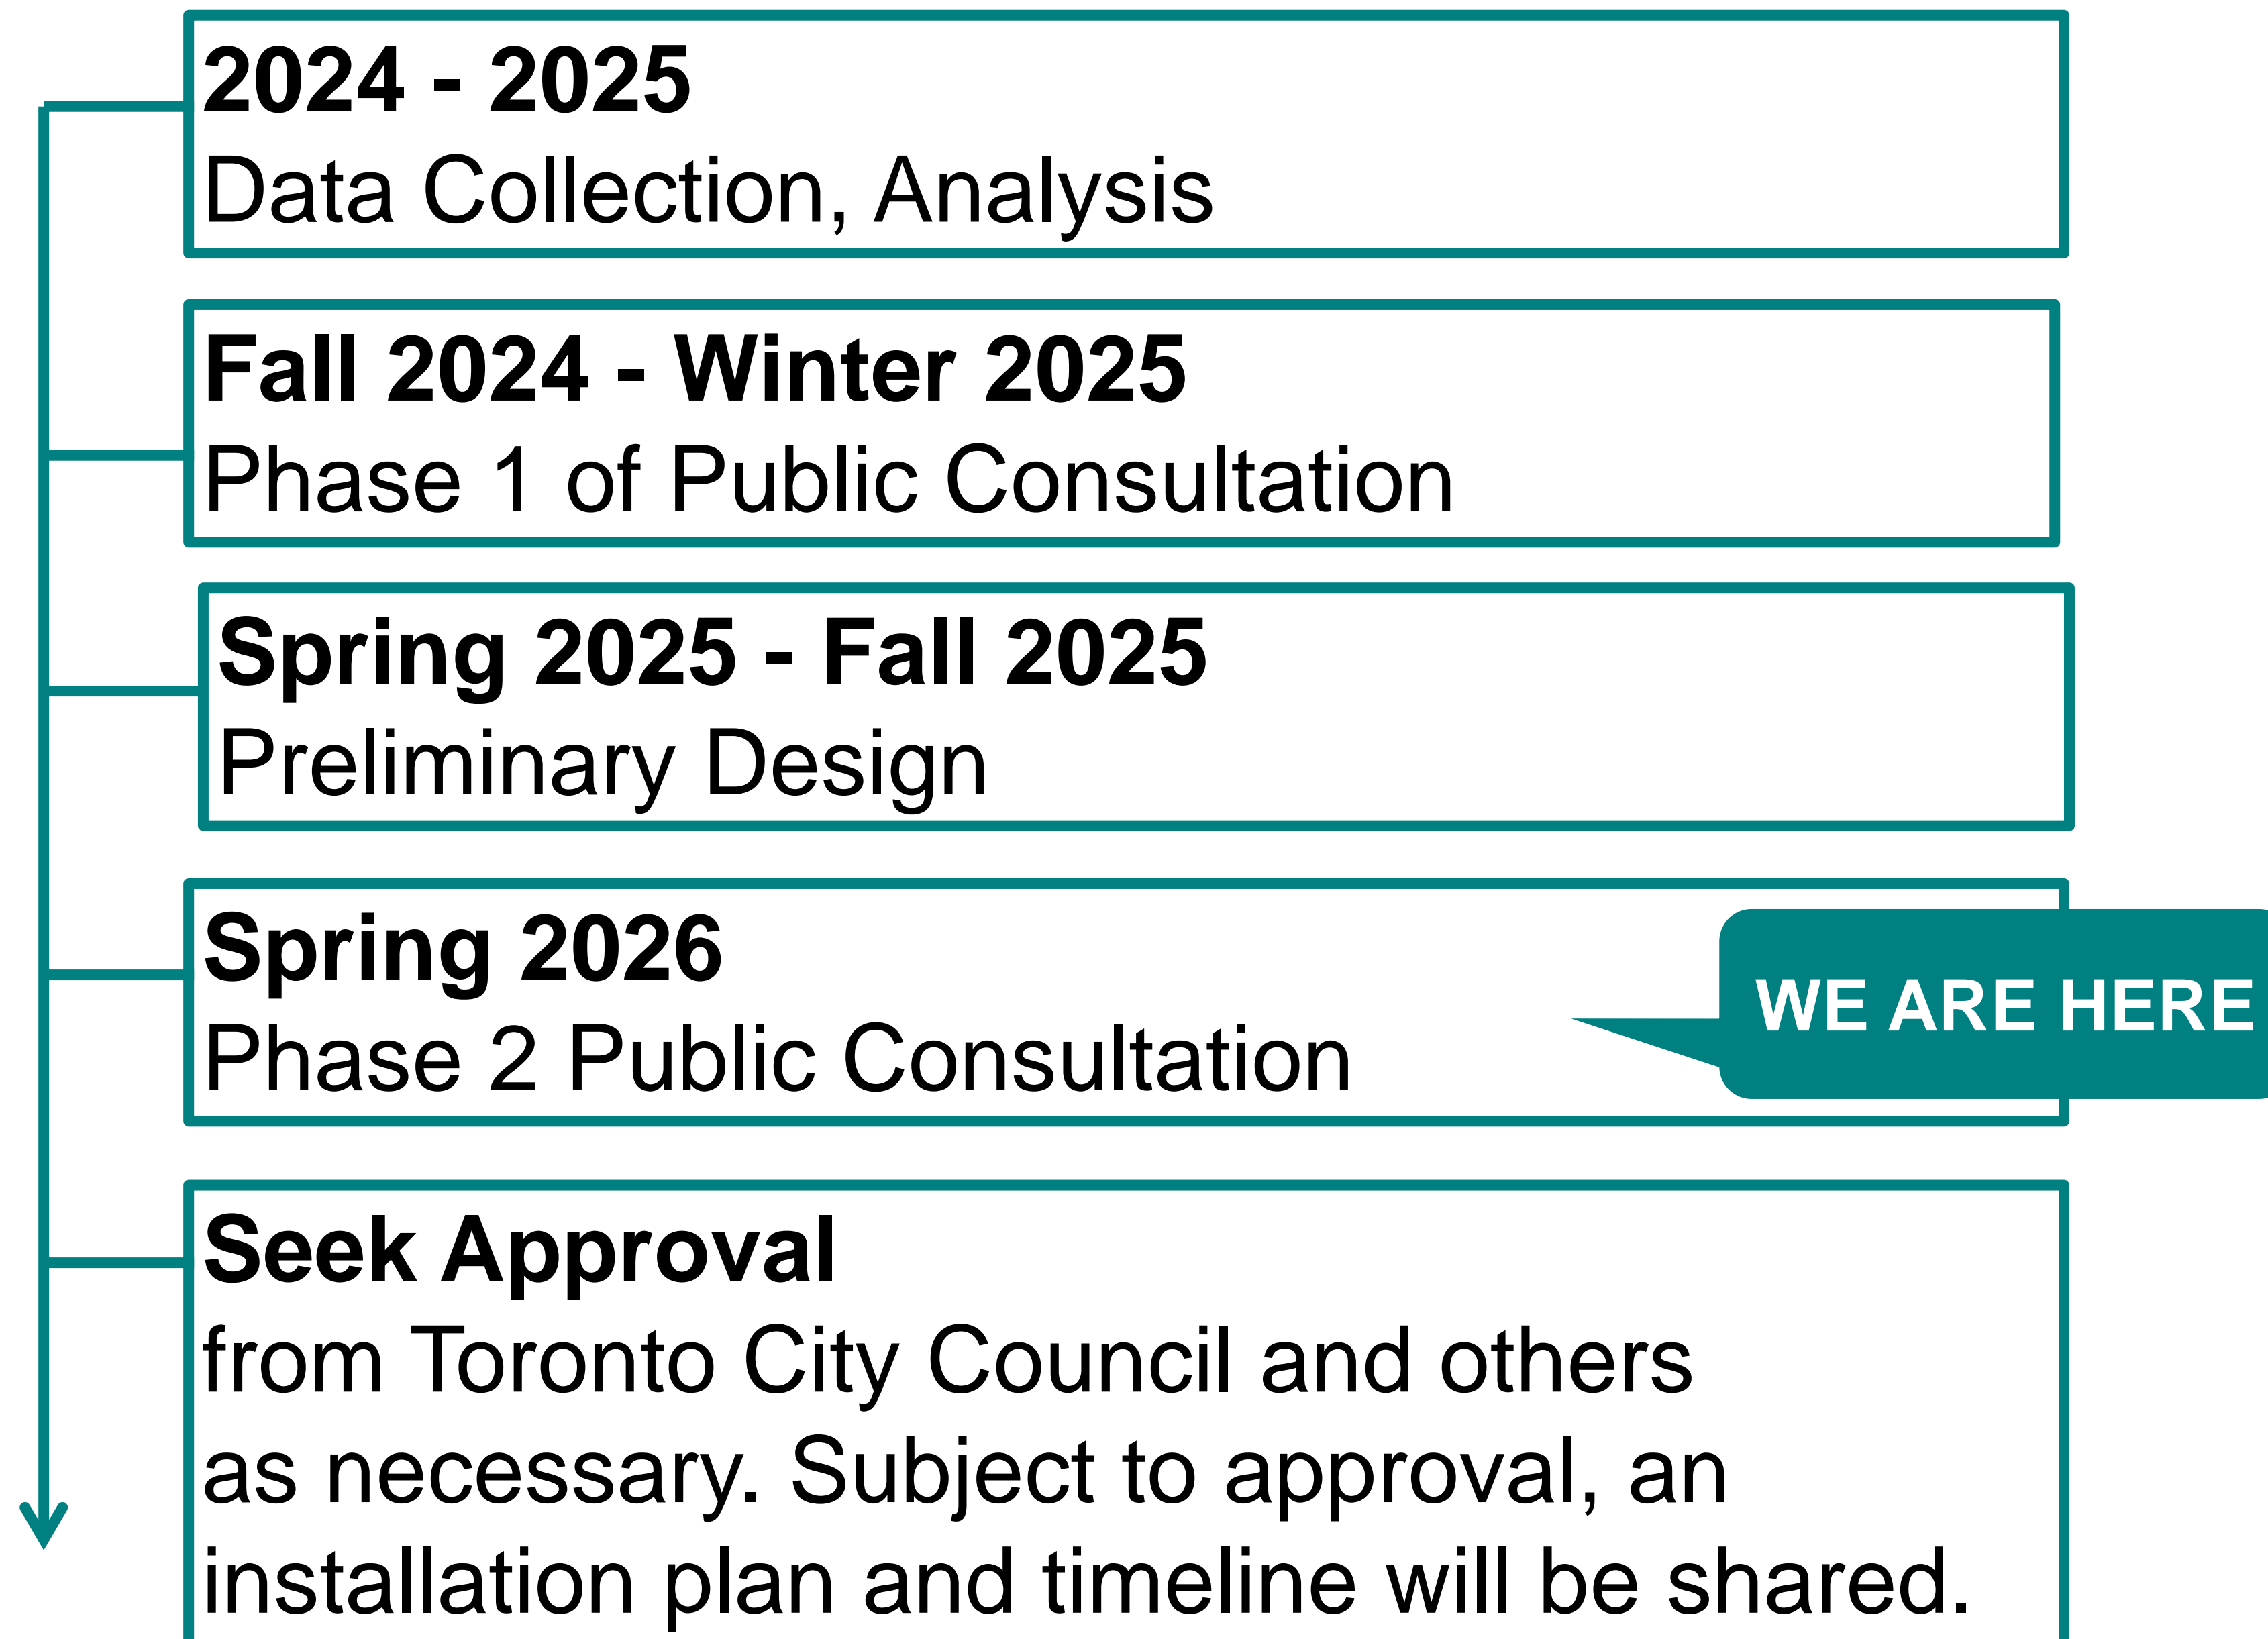 2024 - 2025
Data Collection, Analysis
Fall 2024 - Winter 2025
Phase 1 of Public Consultation
Spring 2025 - Fall 2025
Preliminary Design
Spring 2026
Phase 2 Public Consultation
WE ARE HERE
Seek Approval
from Toronto City Council and others
as necessary. Subject to approval, an
installation plan and timeline will be shared.